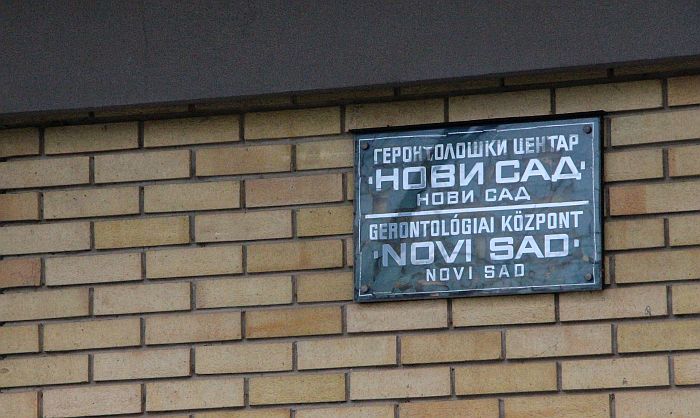 ГЕРОНТОЛОШКИ ЦЕНТАР
"НОВИ САД"
НОВИ САД
GERONTOLÓGIAI KÖZPONT
"NOVI SAD"
NOVI SAD